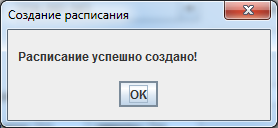 Создание расписания
Расписание успешно создано!
OK